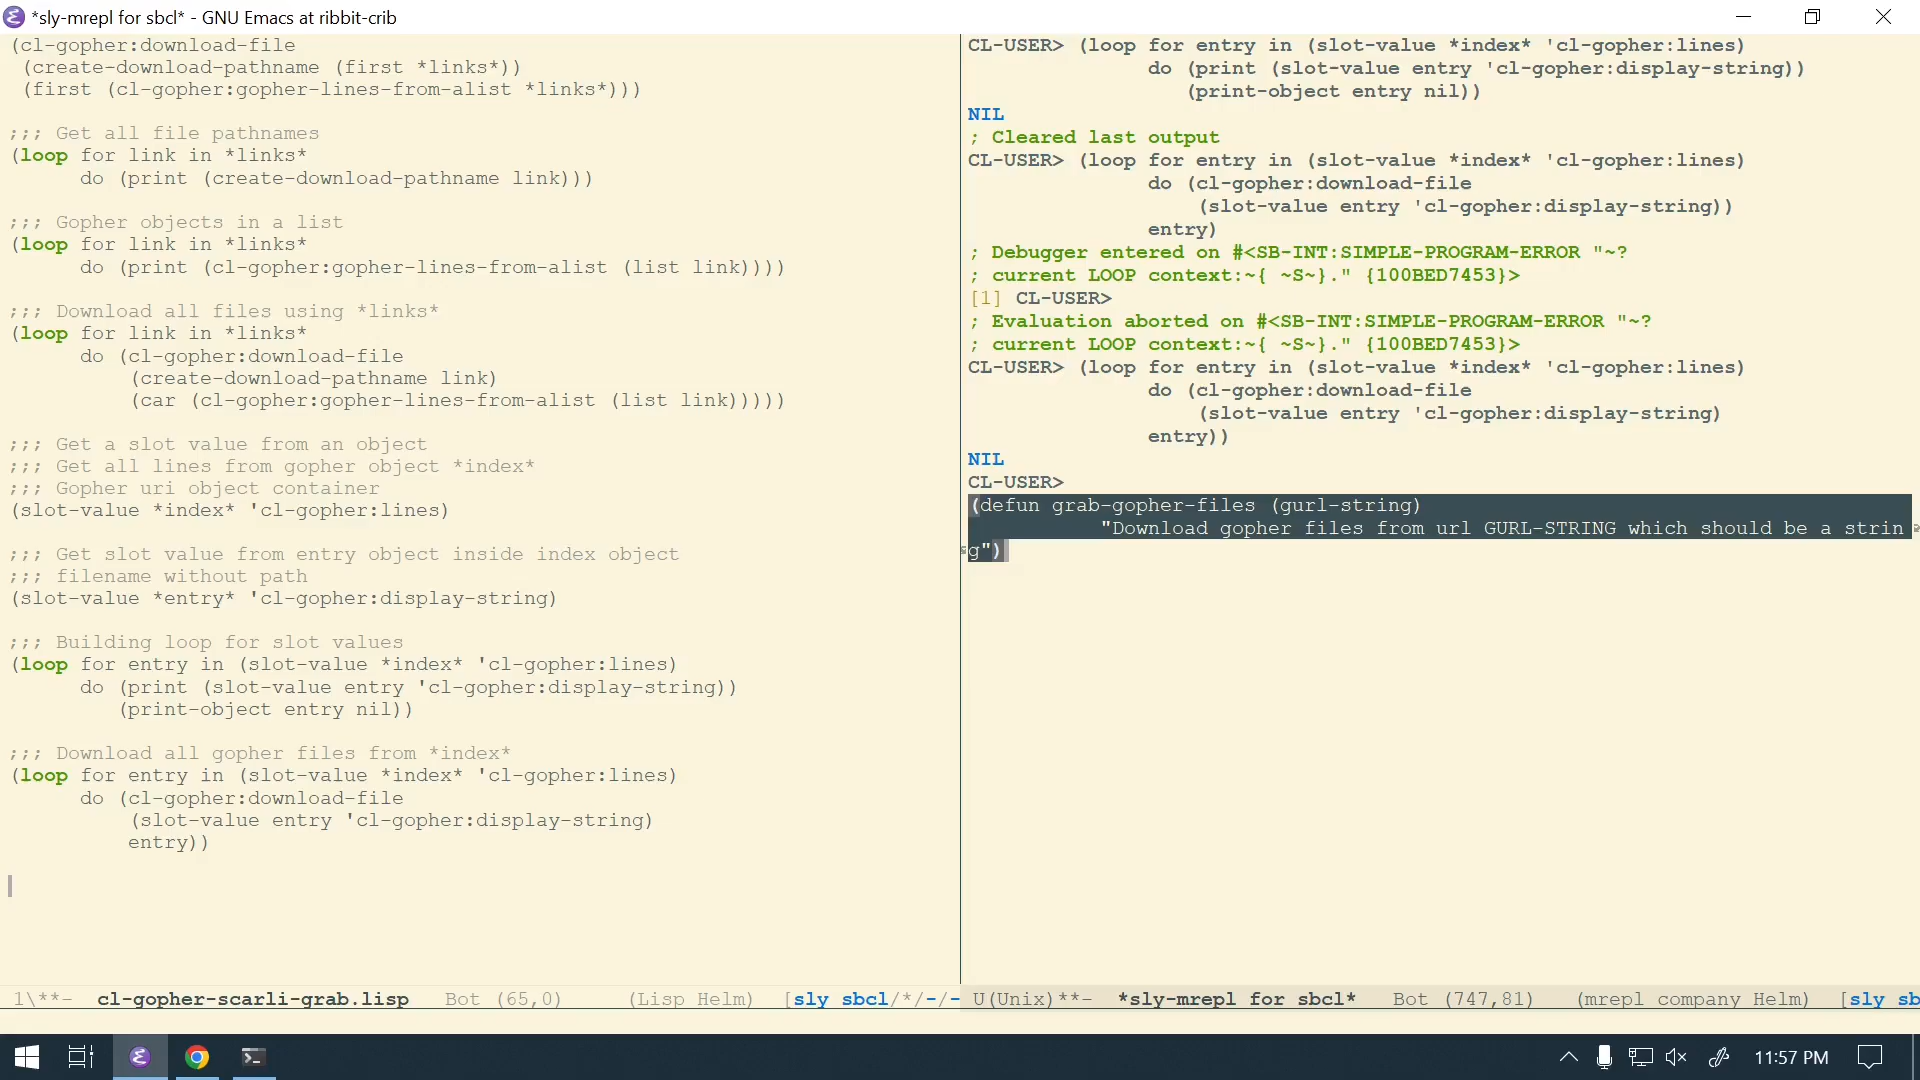 *sly-mrepl for sbcl* - GNU Emacs at ribbit-crib
(cl-gopher:download-file
(create-download-pathname (first *links*))
(first (cl-gopher:gopher-lines-from-alist *links*)))
;;; Get all file pathnames
(loop for link in *links*
do (print (create-download-pathname link)))
;;; Gopher objects in a list
(loop for link in *links*
do (print (cl-gopher:gopher-lines-from-alist (list link))))
;;; Download all files using *links*
(loop for link in *links*
do (cl-gopher:download-file
(create-download-pathname link)
(car (cl-gopher:gopher-lines-from-alist (list link)))))
;;; Get a slot value from an object
;;; Get all lines from gopher object *index*
;;; Gopher uri object container
(slot-value *index* 'cl-gopher:lines)
;;; Get slot value from entry object inside index object
;;; filename without path
(slot-value *entry* 'cl-gopher:display-string)
;;; Building loop for slot values
(loop for entry in (slot-value *index* 'cl-gopher:lines)
do (print (slot-value entry 'cl-gopher:display-string))
(print-object entry nil))
;;; Download all gopher files from *index*
(loop for entry in (slot-value *index* 'cl-gopher:lines)
do (cl-gopher:download-file
(slot-value entry 'cl-gopher:display-string)
entry))
1\**- cl-gopher-scarli-grab.lisp Bot (65,0) (Lisp Helm) [sly sbcl/*/-/-
CL-USER> (loop for entry in (slot-value *index* 'cl-gopher:lines)
do (print (slot-value entry 'cl-gopher:display-string))
(print-object entry nil))
NIL
; Cleared last output
CL-USER> (loop for entry in (slot-value *index* 'cl-gopher:lines)
do (cl-gopher:download-file
(slot-value entry 'cl-gopher:display-string))
entry)
; Debugger entered on #<SB-INT:SIMPLE-PROGRAM-ERROR "~?
; current LOOP context:~{ ~S~}." {100BED7453}>
[1] CL-USER>
; Evaluation aborted on #<SB-INT:SIMPLE-PROGRAM-ERROR "~?
; current LOOP context:~{ ~S~}." {100BED7453}>
CL-USER> (loop for entry in (slot-value *index* 'cl-gopher:lines)
do (cl-gopher:download-file
(slot-value entry 'cl-gopher:display-string)
entry))
NIL
CL-USER>
(defun grab-gopher-files (gurl-string)
"Download gopher files from url GURL-STRING which should be a strin
g")
U(Unix)**- *sly-mrepl for sbcl* Bot (747,81) (mrepl company Helm) [sly sb
11:57 PM